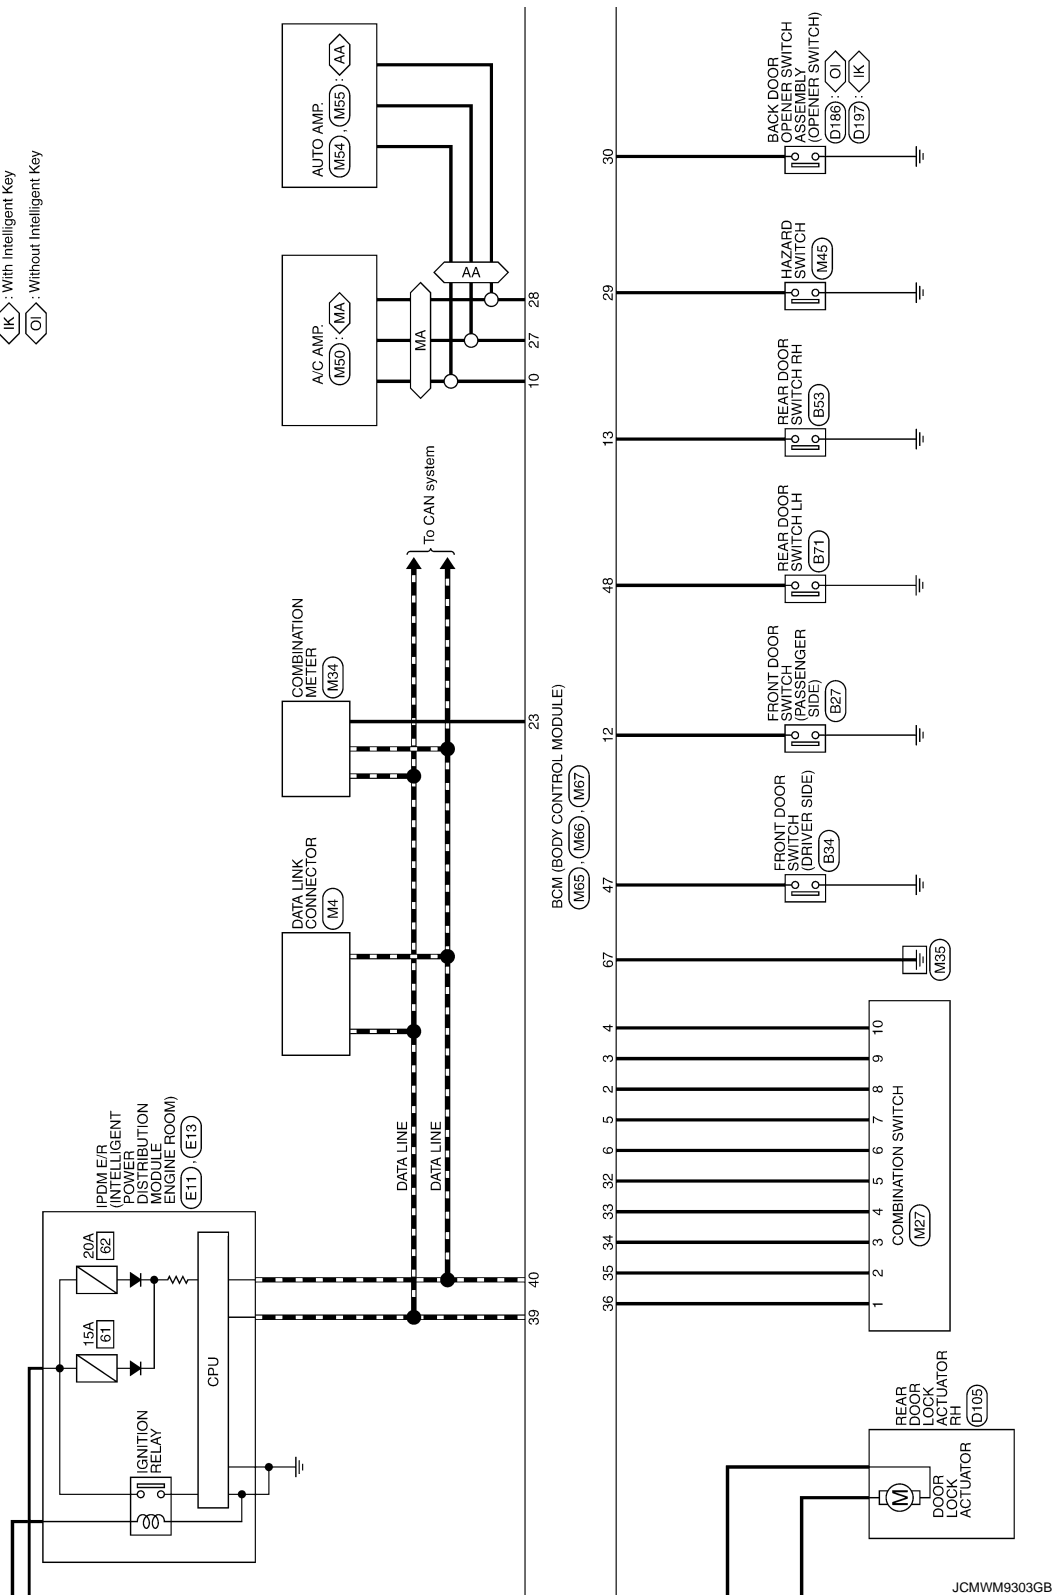 IK : With Intelligent Key
OI : Without Intelligent Key
IPDM E/R
(INTELLIGENT
POWER
DISTRIBUTION
MODULE
ENGINE ROOM)
E11 , E13
20A
62
15A
61
IGNITION
RELAY
CPU
DATA LINK
CONNECTOR
M4
COMBINATION
METER
M34
A/C AMP.
M50 : MA
AUTO AMP.
M54 , M55 : AA
MA
AA
To CAN system
DATA LINE
DATA LINE
39
40
23
10
27
28
BCM (BODY CONTROL MODULE)
M65 , M66 , M67
36
35
34
33
32
6
5
2
3
4
67
47
12
48
13
29
30
REAR
DOOR
LOCK
ACTUATOR
RH
D105
M
DOOR
LOCK
ACTUATOR
1
2
3
4
5
6
7
8
9
10
COMBINATION SWITCH
M27
M35
FRONT DOOR
SWITCH
(DRIVER SIDE)
B34
FRONT DOOR
SWITCH
(PASSENGER
SIDE)
B27
REAR DOOR
SWITCH LH
B71
REAR DOOR
SWITCH RH
B53
HAZARD
SWITCH
M45
BACK DOOR
OPENER SWITCH
ASSEMBLY
(OPENER SWITCH)
D186 : OI
D197 : IK
JCMWM9303GB